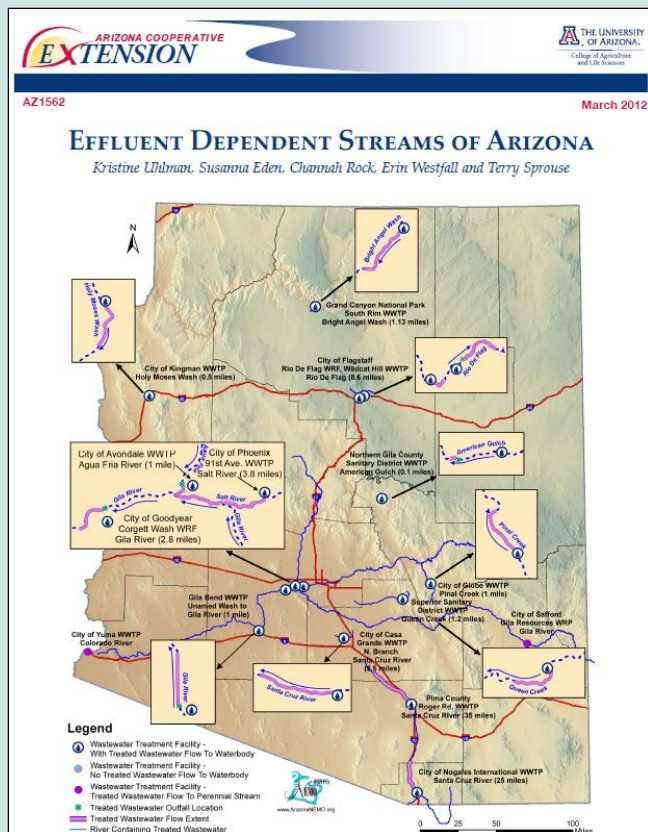 ARIZONA COOPERATIVE
EXTENSION
THE UNIVERSITY
OF ARIZONA.
College of Agriculture
and Life Sciences
AZ1562
March 2012
EFFLUENT DEPENDENT STREAMS OF ARIZONA
Kristine Uhlman, Susanna Eden, Channah Rock, Erin Westfall and Terry Sprouse
N
Bright Angel Wash
Grand Canyon National Park
South Rim WWTP
Bright Angel Wash (1.13 miles)
Holy Moses Wash
City of Kingman WWTP
Holy Moses Wash (0.5 miles)
City of Flagstaff
Rio De Flag WRF, Wildcat Hill WWTP
Rio De Flag (8.6 miles)
Rio De Flag
City of Avondale WWTP
Agua Fria River (1 mile)
City of Phoenix
91st Ave. WWTP
Salt River (3.8 miles)
Gila River
Salt River
Gila River
City of Goodyear
Corgett Wash WRF
Gila River (2.8 miles)
Northern Gila County
Sanitary District WWTP
American Gulch (0.1 miles)
American Gulch
Pinal Creek
City of Globe WWTP
Pinal Creek (1 mile)
Superior Sanitary
District WWTP
Queen Creek (1.2 miles)
City of Safford
Gila Resources WRP
Gila River
Gila Bend WWTP
Unamed Wash to
Gila River (1 mile)
City of Yuma WWTP
Colorado River
City of Casa
Grande WWTP
N. Branch
Santa Cruz River
Gila River
Santa Cruz River
Queen Creek
Pima County
Roger Rd. WWTP
Santa Cruz River (35 miles)
City of Nogales International WWTP
Santa Cruz River (25 miles)
Legend
Wastewater Treatment Facility -
With Treated Wastewater Flow To Waterbody
Wastewater Treatment Facility -
No Treated Wastewater Flow To Waterbody
Wastewater Treatment Facility -
Treated Wastewater Flow To Perennial Stream
Treated Wastewater Outfall Location
Treated Wastewater Flow Extent
River Containing Treated Wastewater
www.ArizonaNEMO.org
0 25 50 100
Miles